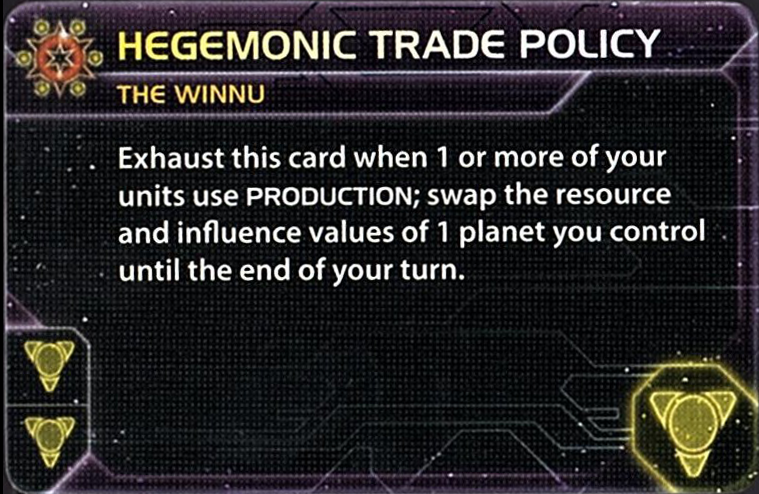 HEGEMONIC TRADE POLICY
THE WINNU
Exhaust this card when 1 or more of your
units use PRODUCTION; swap the resource
and influence values of 1 planet you control
until the end of your turn.